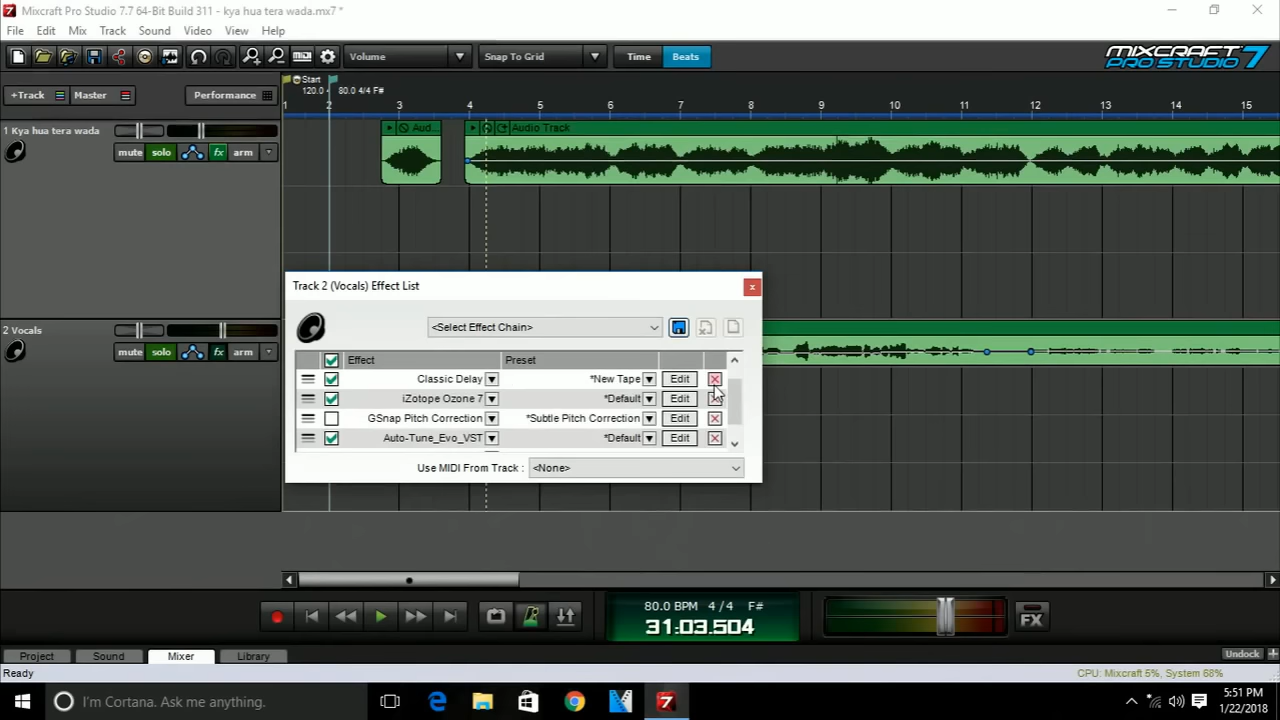 Mixcraft Pro Studio 7.7 64-Bit Build 311 - kya hua tera wada.mx7 *
File Edit Mix Track Sound Video View Help
Volume Snap To Grid Time Beats MIXCRAFT PRO STUDIO 7
Start
+Track Master Performance 120.0 80.0 4/4 F#
1 2 3 4 5 6 7 8 9 10 11 12 13 14 15
1 Kya hua tera wada Aud... Audio Track
mute solo fx arm
Track 2 (Vocals) Effect List
<Select Effect Chain>
2 Vocals
mute solo fx arm
Effect Preset
Classic Delay *New Tape Edit
iZotope Ozone 7 *Default Edit
GSnap Pitch Correction *Subtle Pitch Correction Edit
Auto-Tune_Evo_VST *Default Edit
Use MIDI From Track : <None>
80.0 BPM 4/4 F#
31:03.504
FX
Project Sound Mixer Library Undock
Ready CPU: Mixcraft 5%, System 68%
I'm Cortana. Ask me anything. 7 5:51 PM
1/22/2018